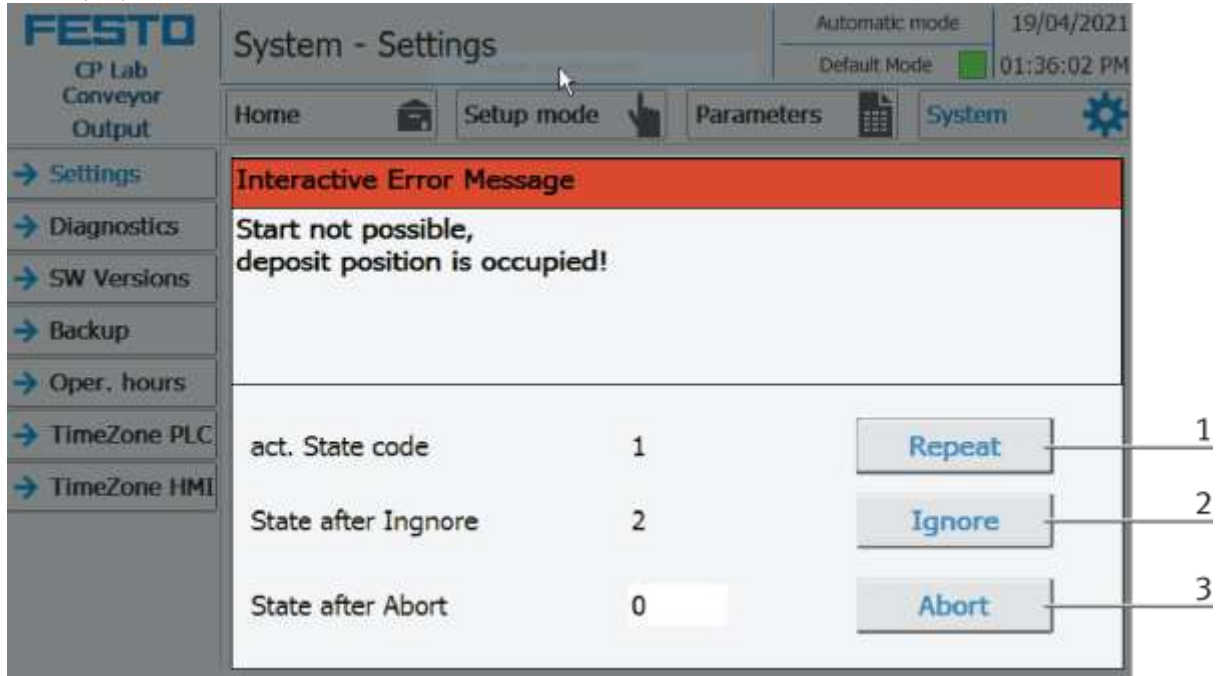 FESTO
CP Lab
Conveyor
Output
System - Settings
Automatic mode
19/04/2021
Default Mode
01:36:02 PM
Home
Setup mode
Parameters
System
Settings
Diagnostics
SW Versions
Backup
Oper. hours
TimeZone PLC
TimeZone HMI
Interactive Error Message
Start not possible,
deposit position is occupied!
act. State code 1 Repeat 1
State after Ingnore 2 Ignore 2
State after Abort 0 Abort 3